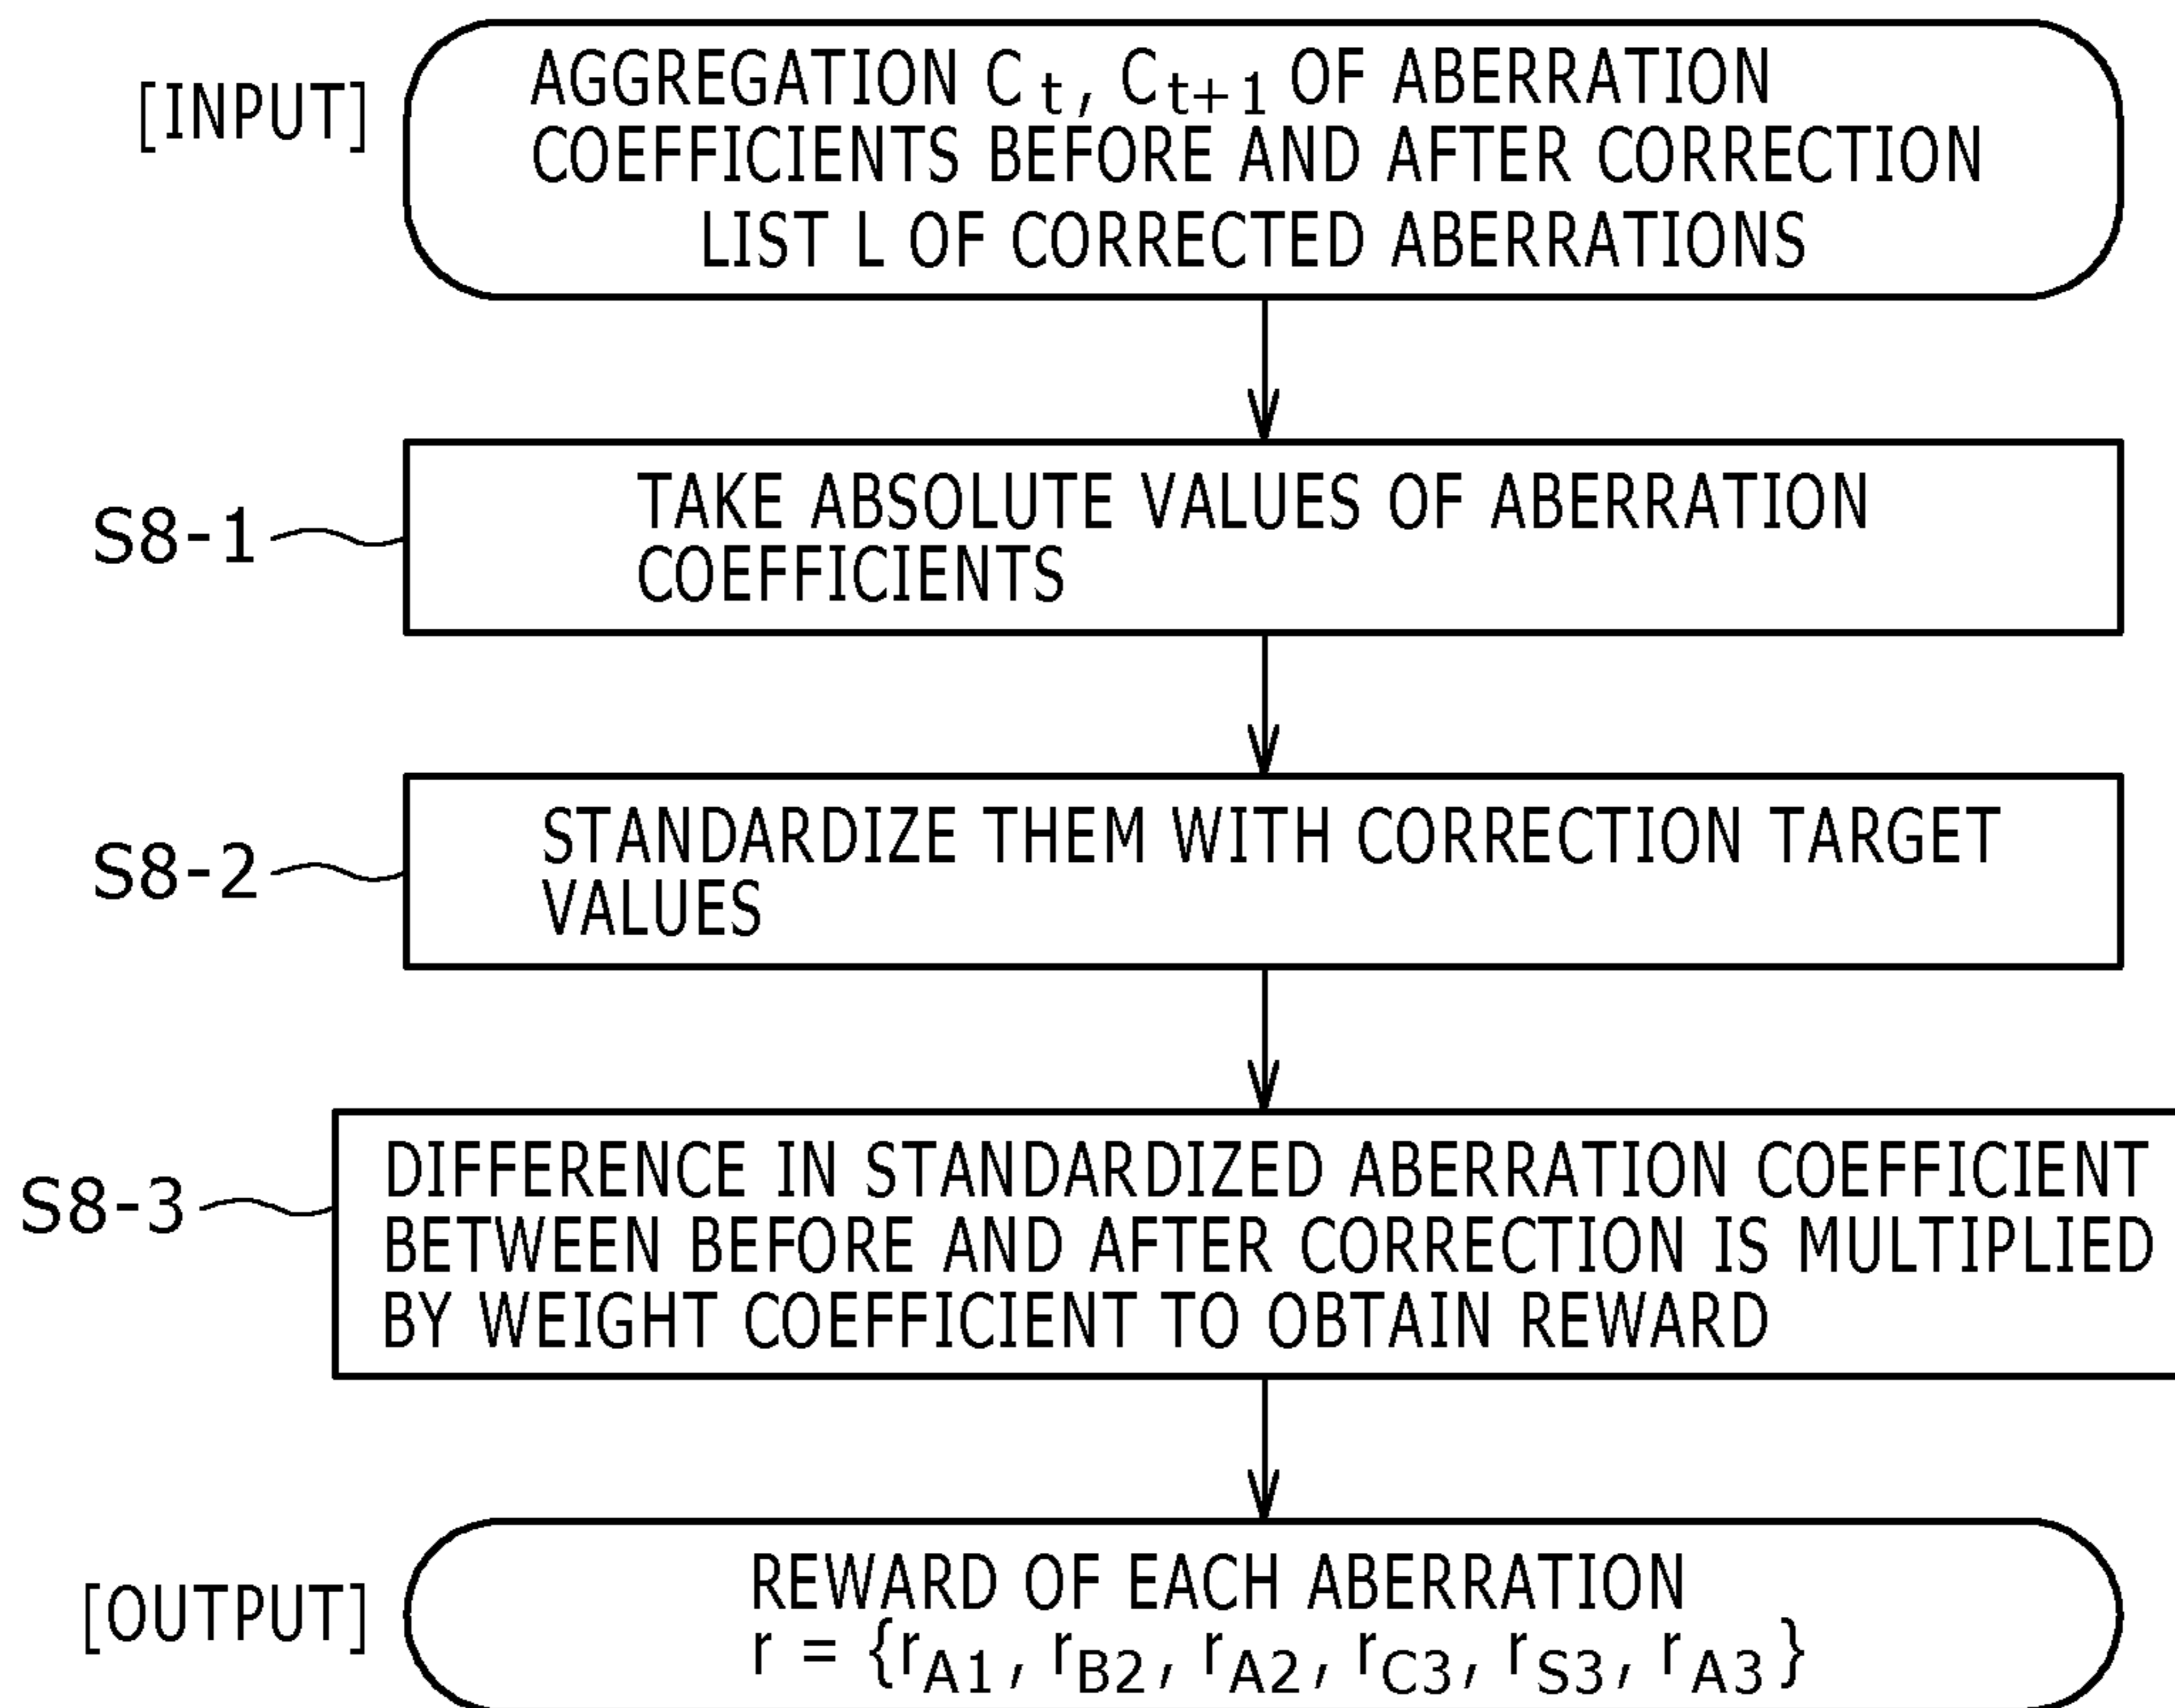 [INPUT]
AGGREGATION C t, C t+1 OF ABERRATION
COEFFICIENTS BEFORE AND AFTER CORRECTION
LIST L OF CORRECTED ABERRATIONS
S8-1
TAKE ABSOLUTE VALUES OF ABERRATION
COEFFICIENTS
S8-2
STANDARDIZE THEM WITH CORRECTION TARGET
VALUES
S8-3
DIFFERENCE IN STANDARDIZED ABERRATION COEFFICIENT
BETWEEN BEFORE AND AFTER CORRECTION IS MULTIPLIED
BY WEIGHT COEFFICIENT TO OBTAIN REWARD
[OUTPUT]
REWARD OF EACH ABERRATION
r = {rA1, rB2, rA2, rC3, rS3, rA3}